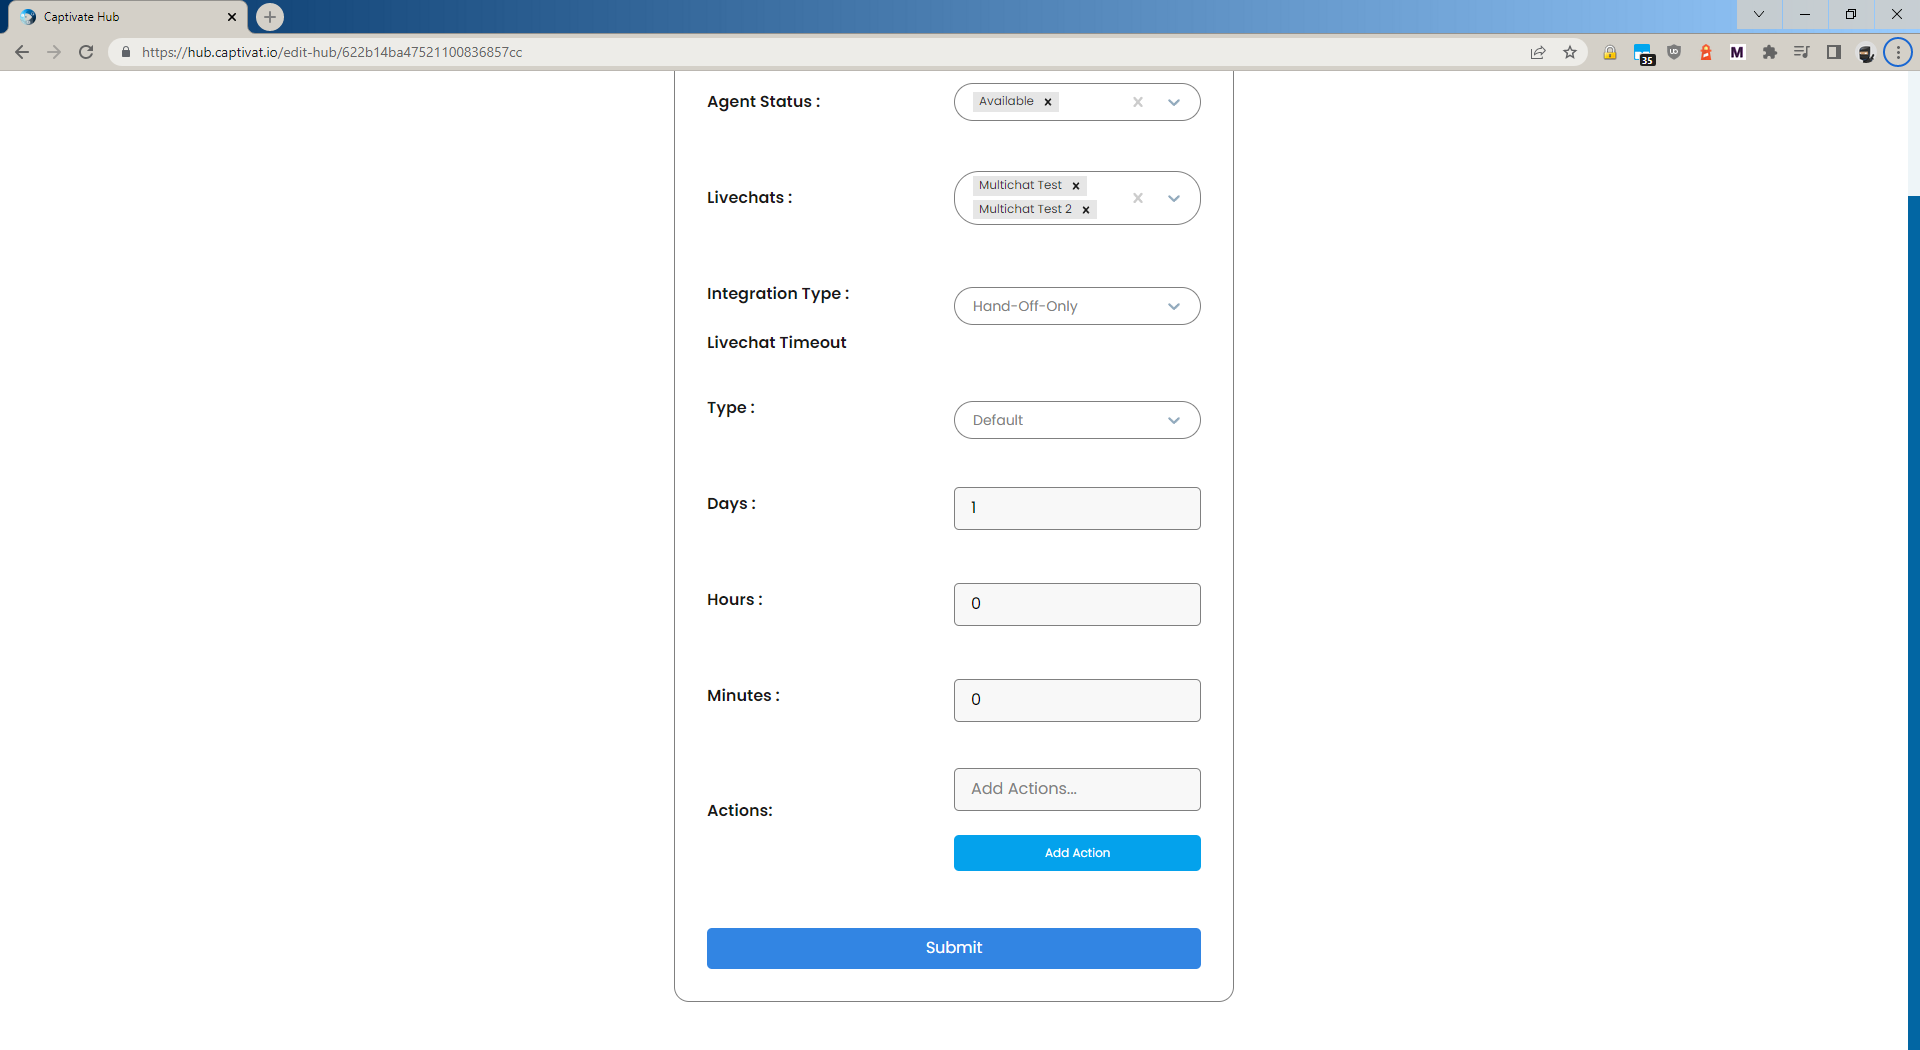 Captivate Hub
https://hub.captivat.io/edit-hub/622b14ba47521100836857cc
35
M
Agent Status :
Available
Livechats :
Multichat Test
Multichat Test 2
Integration Type :
Hand-Off-Only
Livechat Timeout
Type :
Default
Days :
1
Hours :
0
Minutes :
0
Actions:
Add Actions...
Add Action
Submit